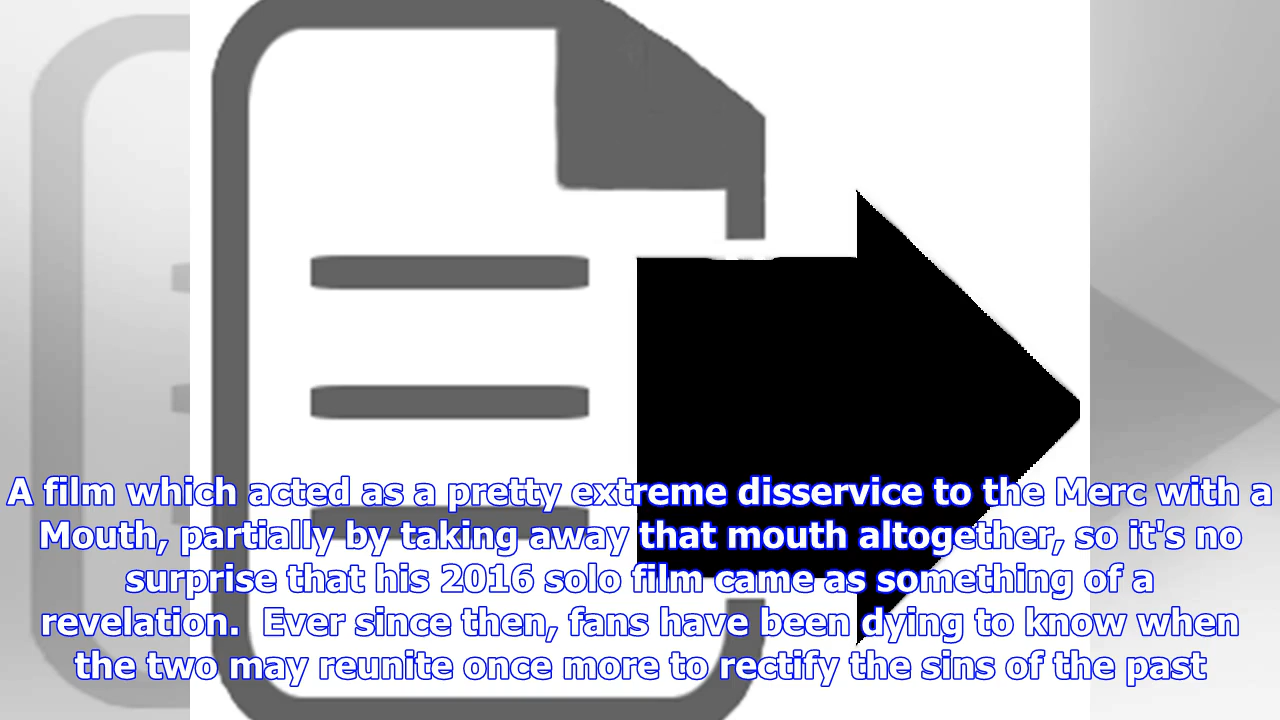 A film which acted as a pretty extreme disservice to the Merc with a
Mouth, partially by taking away that mouth altogether, so it's no
surprise that his 2016 solo film came as something of a
revelation.  Ever since then, fans have been dying to know when
the two may reunite once more to rectify the sins of the past